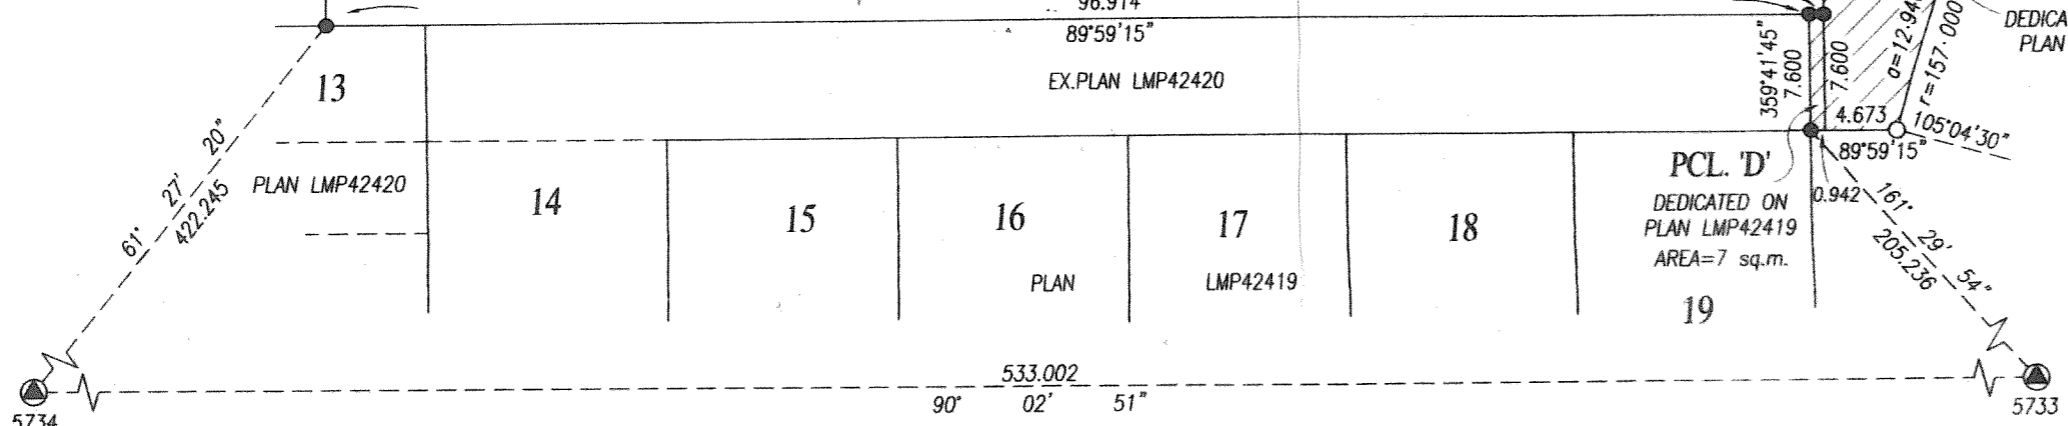 96.914
89°59'15"
EX.PLAN LMP42420
359°41'45"
7.600
7.600
r=157.000
DEDICA
PLAN
4.673
105°04'30"
89°59'15"
13
20"
27'
61°
422.245
PLAN LMP42420
14
15
16
17
18
PCL. 'D'
DEDICATED ON
PLAN LMP42419
AREA=7 sq.m.
19
0.942
161°
29'
54"
205.236
PLAN LMP42419
533.002
90° 02' 51"
5734
5733